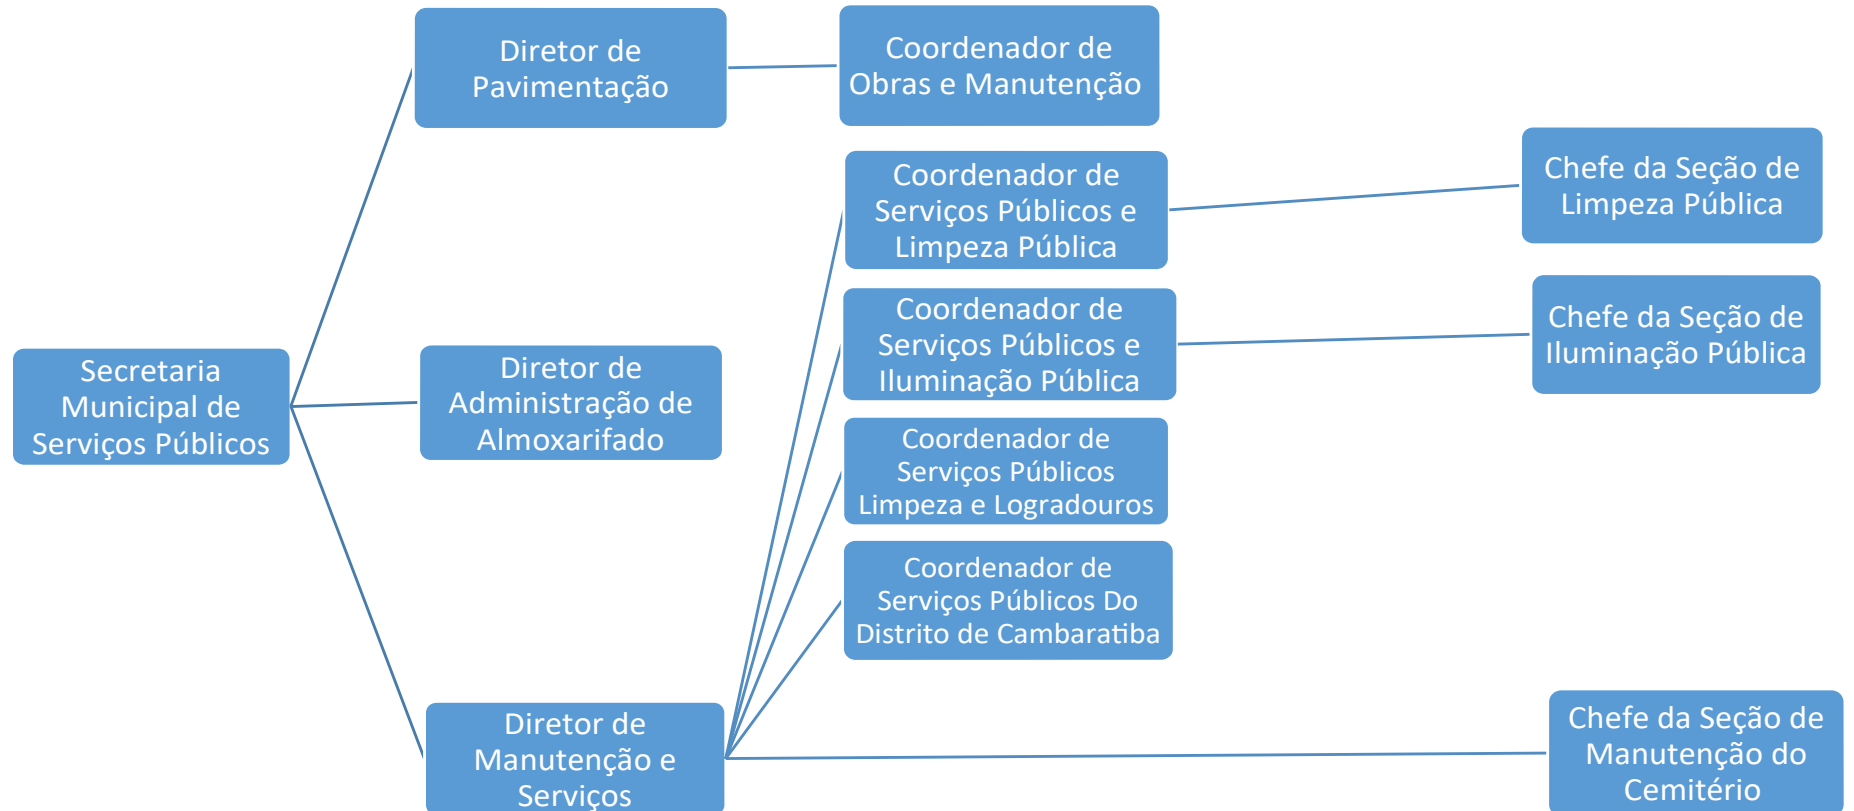 Diretor de
Pavimentação
Coordenador de
Obras e Manutenção
Coordenador de
Serviços Públicos e
Limpeza Pública
Chefe da Seção de
Limpeza Pública
Coordenador de
Serviços Públicos e
Iluminação Pública
Chefe da Seção de
Iluminação Pública
Secretaria
Municipal de
Serviços Públicos
Diretor de
Administração de
Almoxarifado
Coordenador de
Serviços Públicos
Limpeza e Logradouros
Coordenador de
Serviços Públicos Do
Distrito de Cambaratiba
Diretor de
Manutenção e
Serviços
Chefe da Seção de
Manutenção do
Cemitério